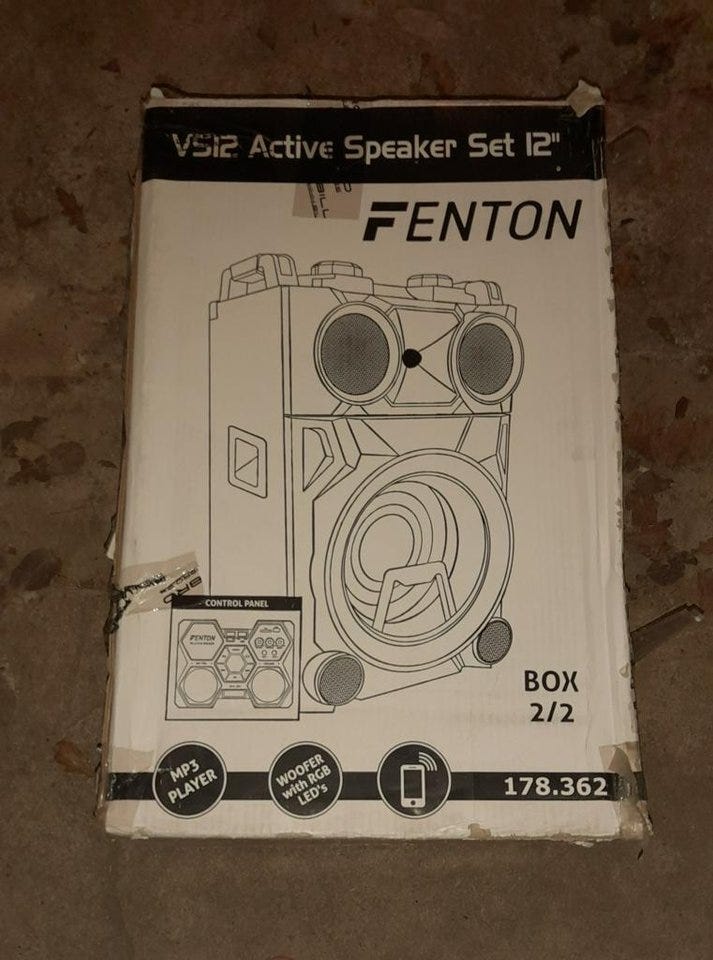 VS12 Active Speaker Set 12"
FENTON
CONTROL PANEL
FENTON
BOX
2/2
MP3
PLAYER
WOOFER
with RGB
LED's
178.362